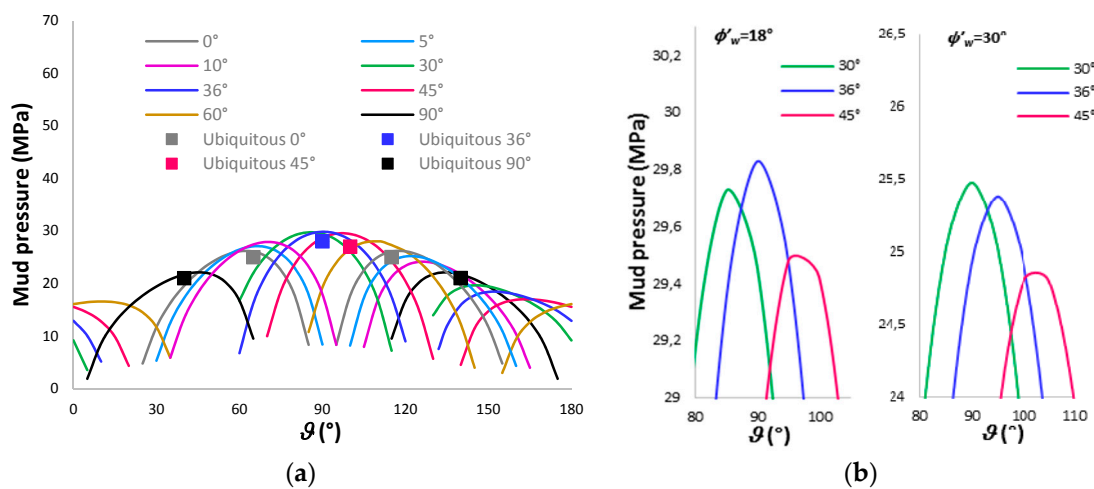 70
60
50
40
30
20
10
0
Mud pressure (MPa)
0° 5°
10° 30°
36° 45°
60° 90°
Ubiquitous 0° Ubiquitous 36°
Ubiquitous 45° Ubiquitous 90°
0 30 60 90 120 150 180
ϑ (°)
(a)
ϕ'w=18°
30,2
30
29,8
29,6
29,4
29,2
29
Mud pressure (MPa)
30°
36°
45°
80 90 100
ϑ (°)
ϕ'w=30°
26,5
26
25,5
25
24,5
24
30°
36°
45°
80 90 100 110
ϑ (°)
(b)